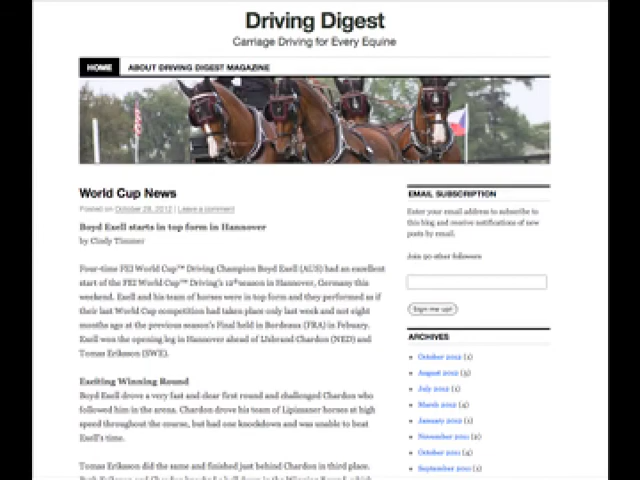 Driving Digest
Carriage Driving for Every Equine
HOME
ABOUT DRIVING DIGEST MAGAZINE
World Cup News
Posted on October 28, 2012 | Leave a comment
Boyd Exell starts in top form in Hannover
by Cindy Timmer
Four-time FEI World Cup™ Driving Champion Boyd Exell (AUS) had an excellent
start of the FEI World Cup™ Driving's 12th season in Hannover, Germany this
weekend. Exell and his team of horses were in top form and they performed as if
their last World Cup competition had taken place only last week and not eight
months ago at the previous season's Final held in Bordeaux (FRA) in Febuary.
Exell won the opening leg in Hannover ahead of IJsbrand Chardon (NED) and
Tomas Eriksson (SWE).
Exciting Winning Round
Boyd Exell drove a very fast and clear first round and challenged Chardon who
followed him in the arena. Chardon drove his team of Lipizzaner horses at high
speed throughout the course, but had one knockdown and was unable to beat
Exell's time.
Tomas Eriksson did the same and finished just behind Chardon in third place.
EMAIL SUBSCRIPTION
Enter your email address to subscribe to
this blog and receive notifications of new
posts by email.
Join 90 other followers
Sign me up!
ARCHIVES
October 2012 (1)
August 2012 (3)
July 2012 (1)
March 2012 (4)
January 2012 (1)
November 2011 (2)
October 2011 (4)
September 2011 (1)